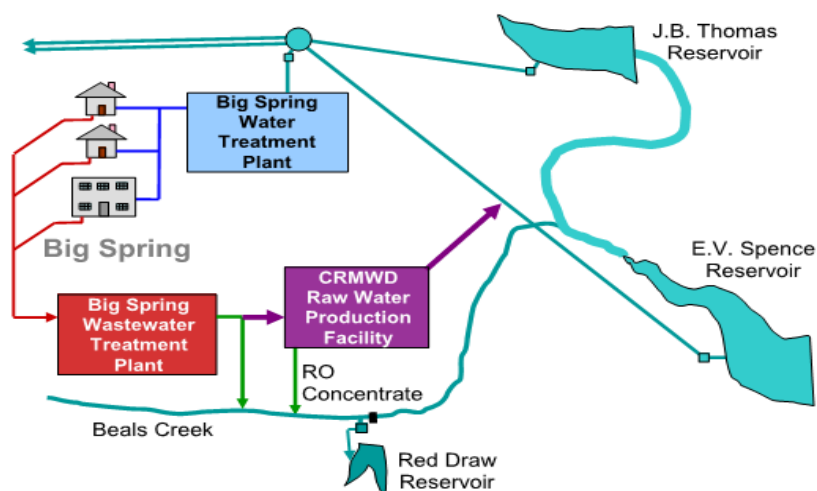 J.B. Thomas
Reservoir
Big Spring
Water
Treatment
Plant
Big Spring
E.V. Spence
Reservoir
CRMWD
Raw Water
Production
Facility
Big Spring
Wastewater
Treatment
Plant
RO
Concentrate
Beals Creek
Red Draw
Reservoir